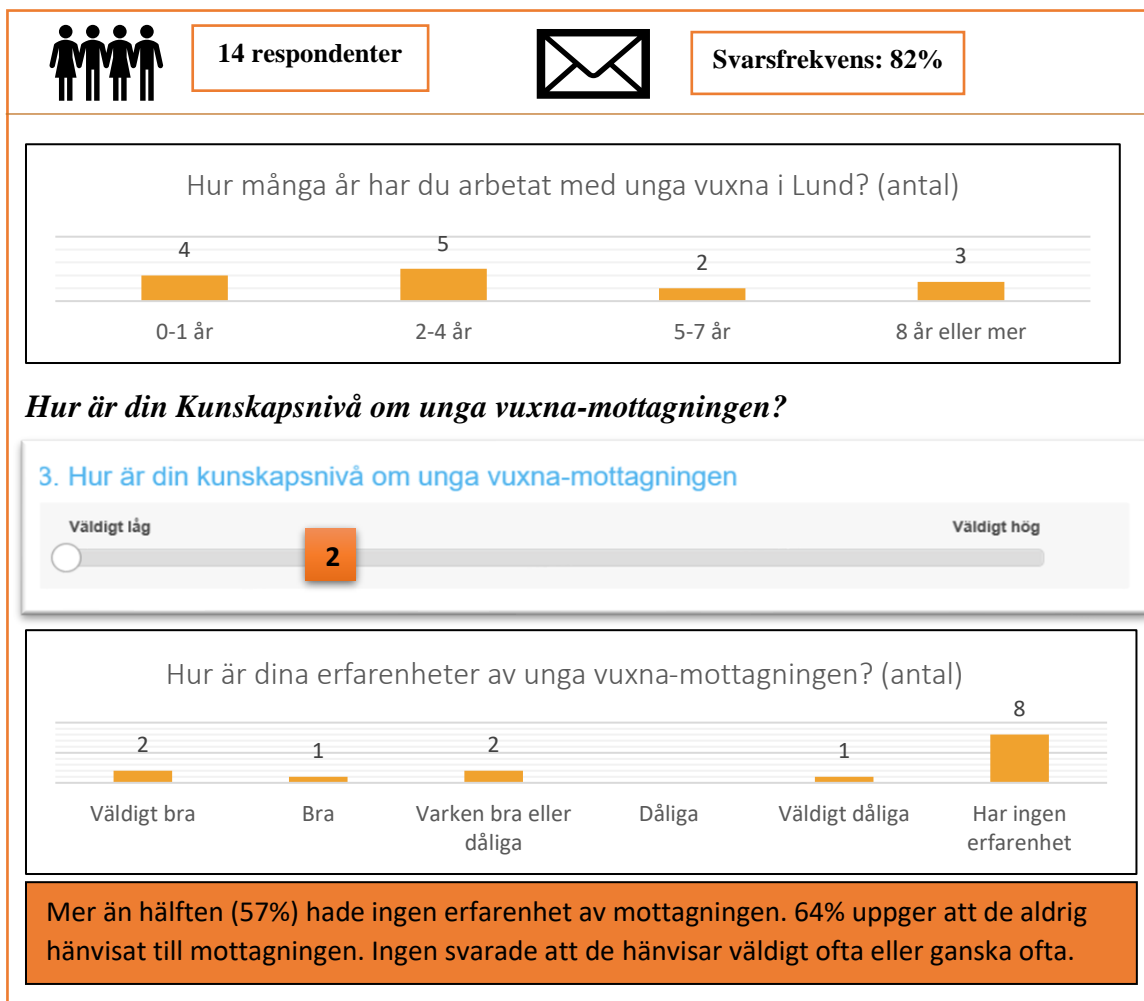 14 respondenter
Svarsfrekvens: 82%
Hur många år har du arbetat med unga vuxna i Lund? (antal)
4
5
2
3
0-1 år
2-4 år
5-7 år
8 år eller mer
Hur är din Kunskapsnivå om unga vuxna-mottagningen?
3. Hur är din kunskapsnivå om unga vuxna-mottagningen
Väldigt låg
Väldigt hög
2
Hur är dina erfarenheter av unga vuxna-mottagningen? (antal)
2
1
2
1
8
Väldigt bra
Bra
Varken bra eller
dåliga
Dåliga
Väldigt dåliga
Har ingen
erfarenhet
Mer än hälften (57%) hade ingen erfarenhet av mottagningen. 64% uppger att de aldrig
hänvisat till mottagningen. Ingen svarade att de hänvisar väldigt ofta eller ganska ofta.